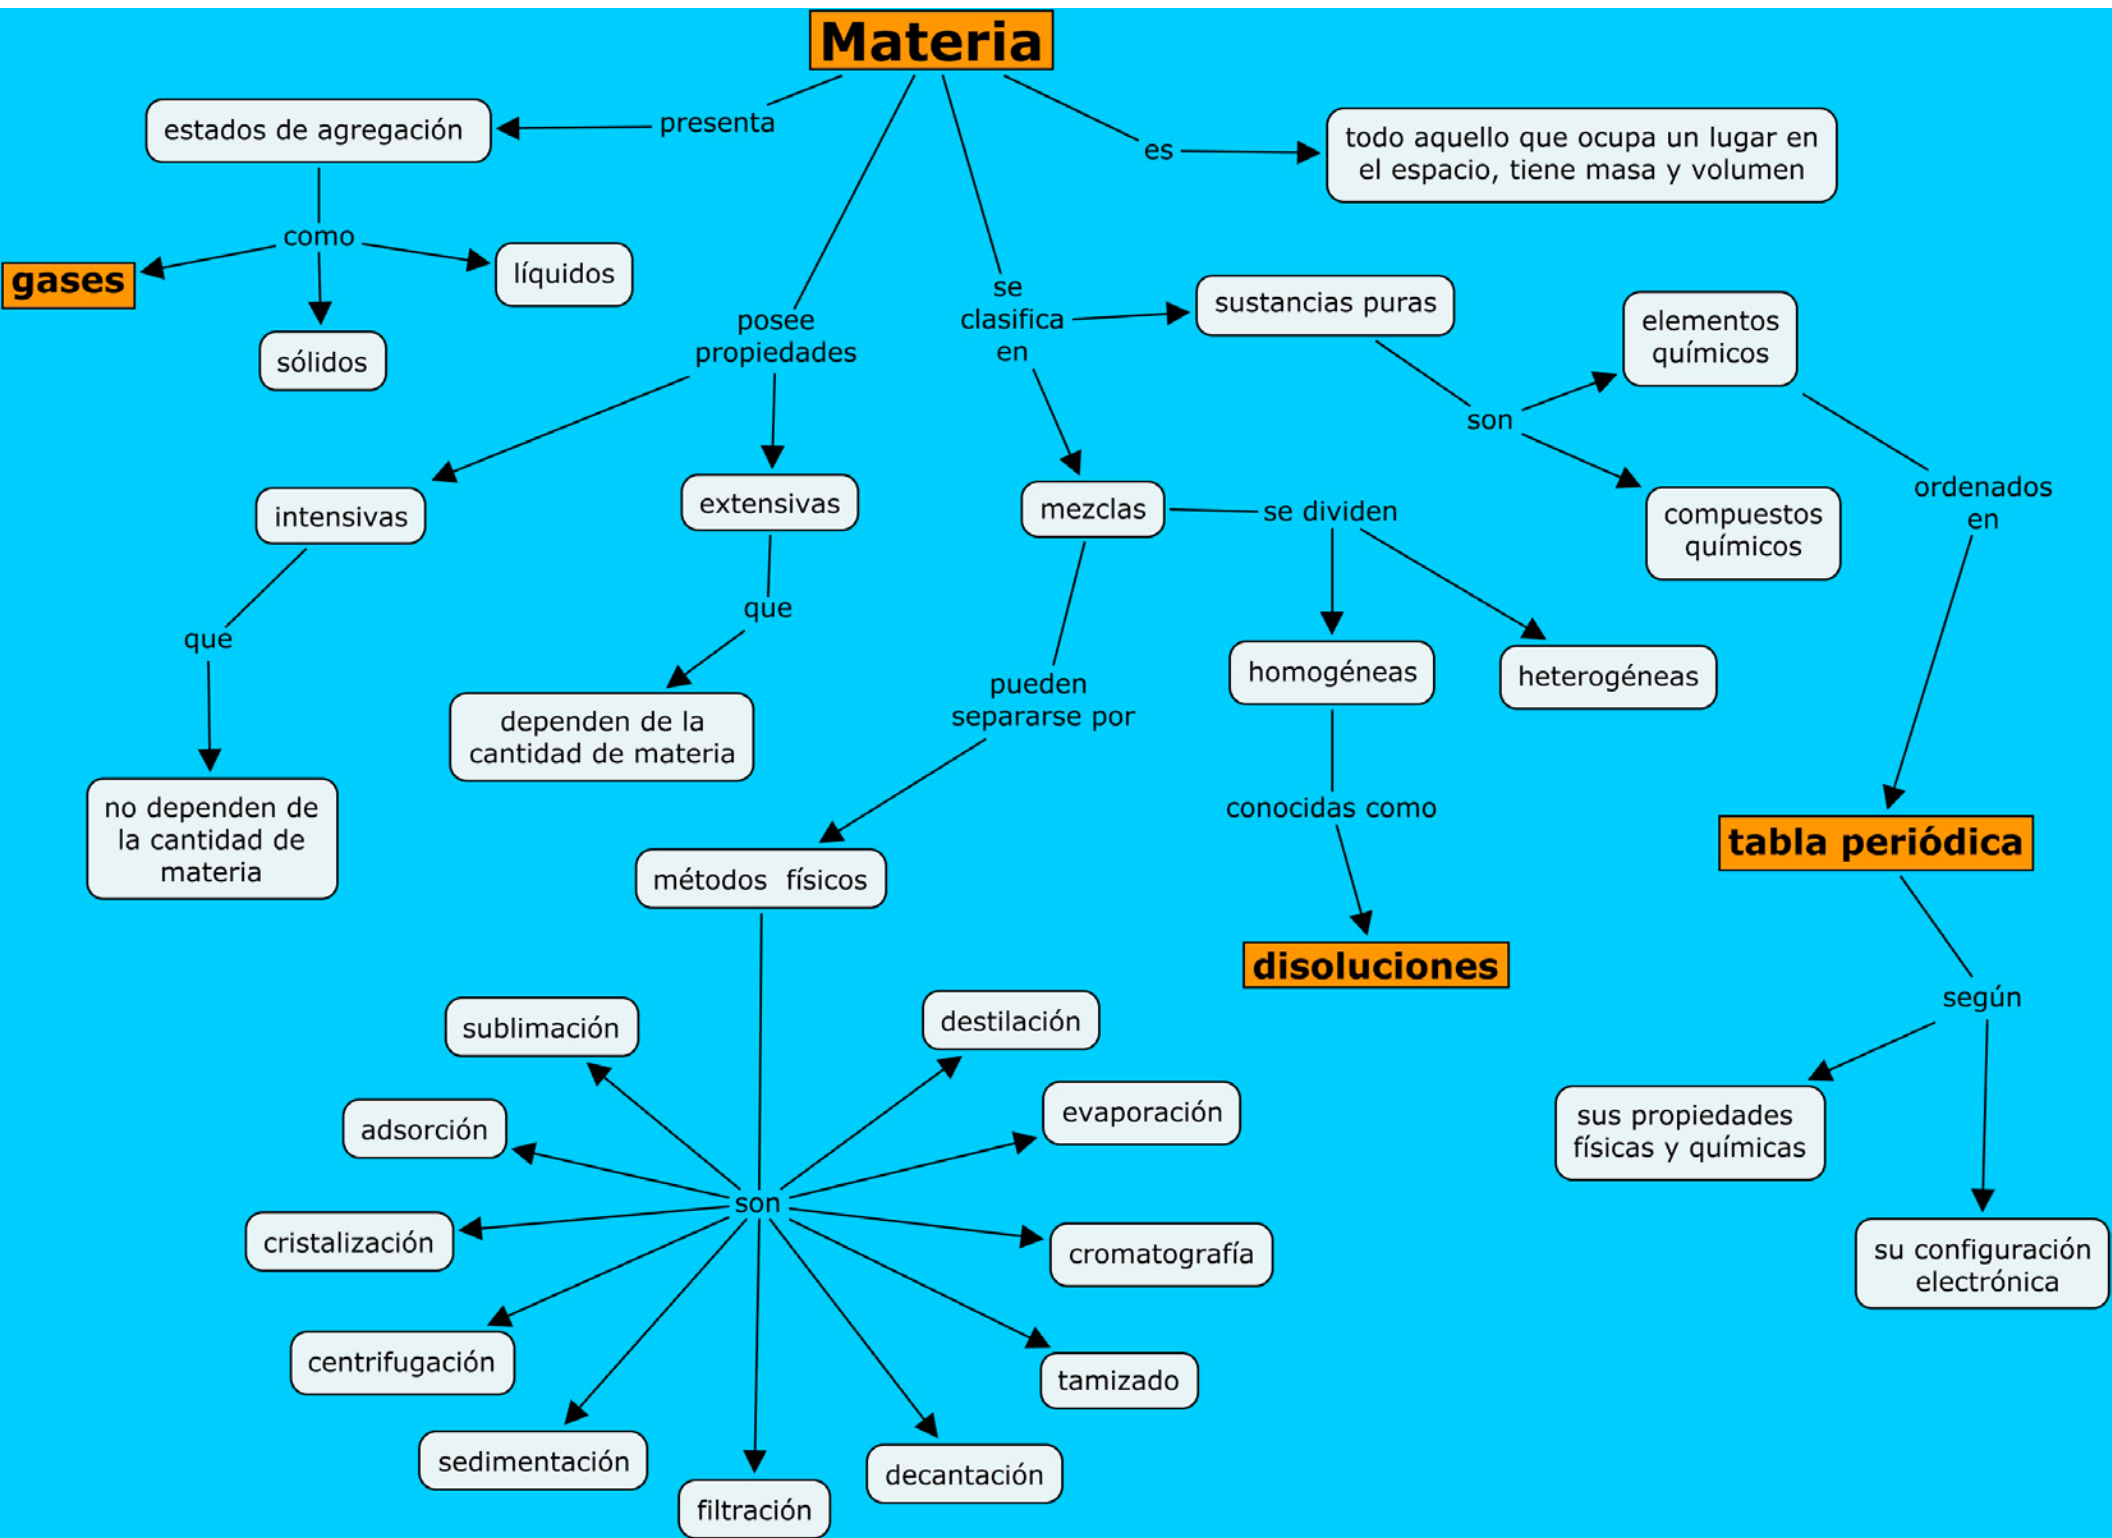 Materia
presenta
estados de agregación
como
gases
líquidos
sólidos
es
todo aquello que ocupa un lugar en
el espacio, tiene masa y volumen
posee
propiedades
intensivas
que
no dependen de
la cantidad de
materia
extensivas
que
dependen de la
cantidad de materia
se
clasifica
en
sustancias puras
son
elementos
químicos
compuestos
químicos
ordenados
en
tabla periódica
según
sus propiedades
físicas y químicas
su configuración
electrónica
mezclas
se dividen
homogéneas
heterogéneas
conocidas como
disoluciones
pueden
separarse por
métodos físicos
son
sublimación
destilación
adsorción
evaporación
cristalización
cromatografía
centrifugación
tamizado
sedimentación
decantación
filtración